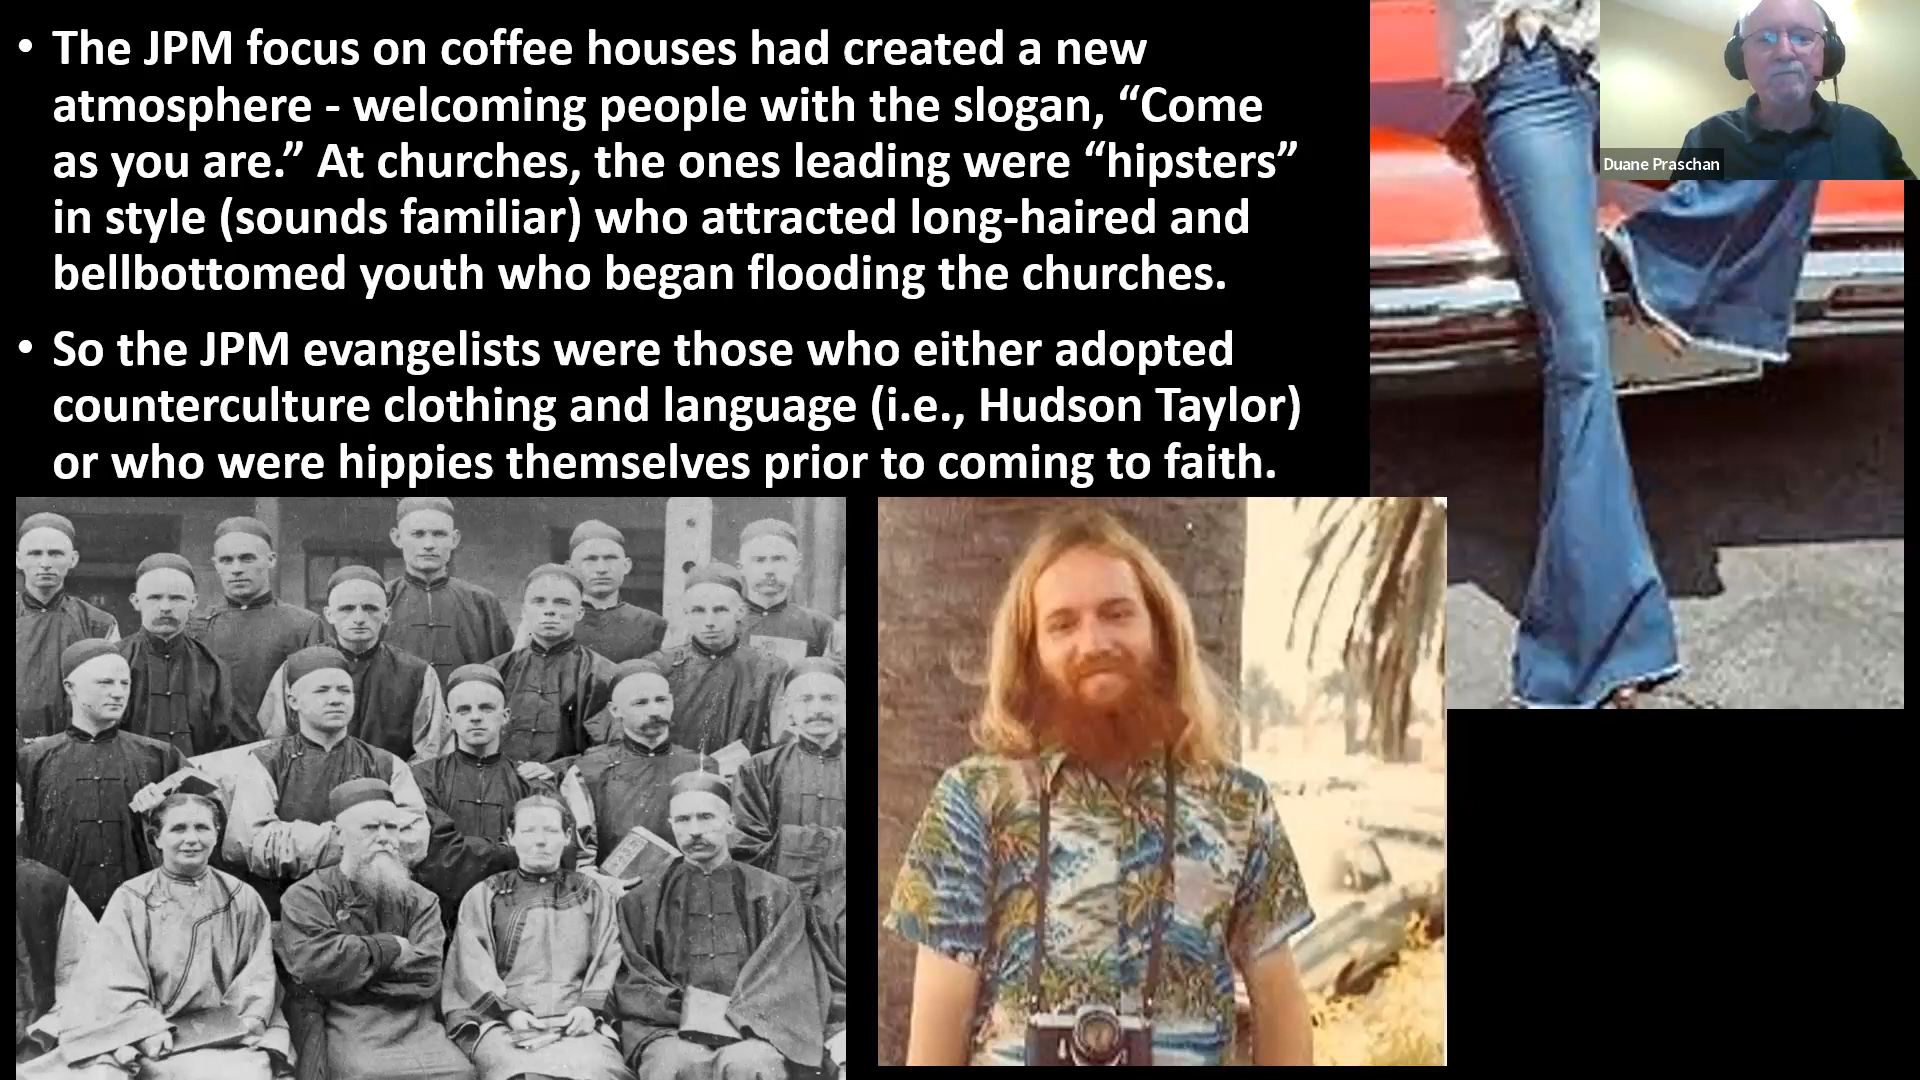 • The JPM focus on coffee houses had created a new
atmosphere - welcoming people with the slogan, “Come
as you are.” At churches, the ones leading were “hipsters”
in style (sounds familiar) who attracted long-haired and
bellbottomed youth who began flooding the churches.
• So the JPM evangelists were those who either adopted
counterculture clothing and language (i.e., Hudson Taylor)
or who were hippies themselves prior to coming to faith.
Duane Praschan